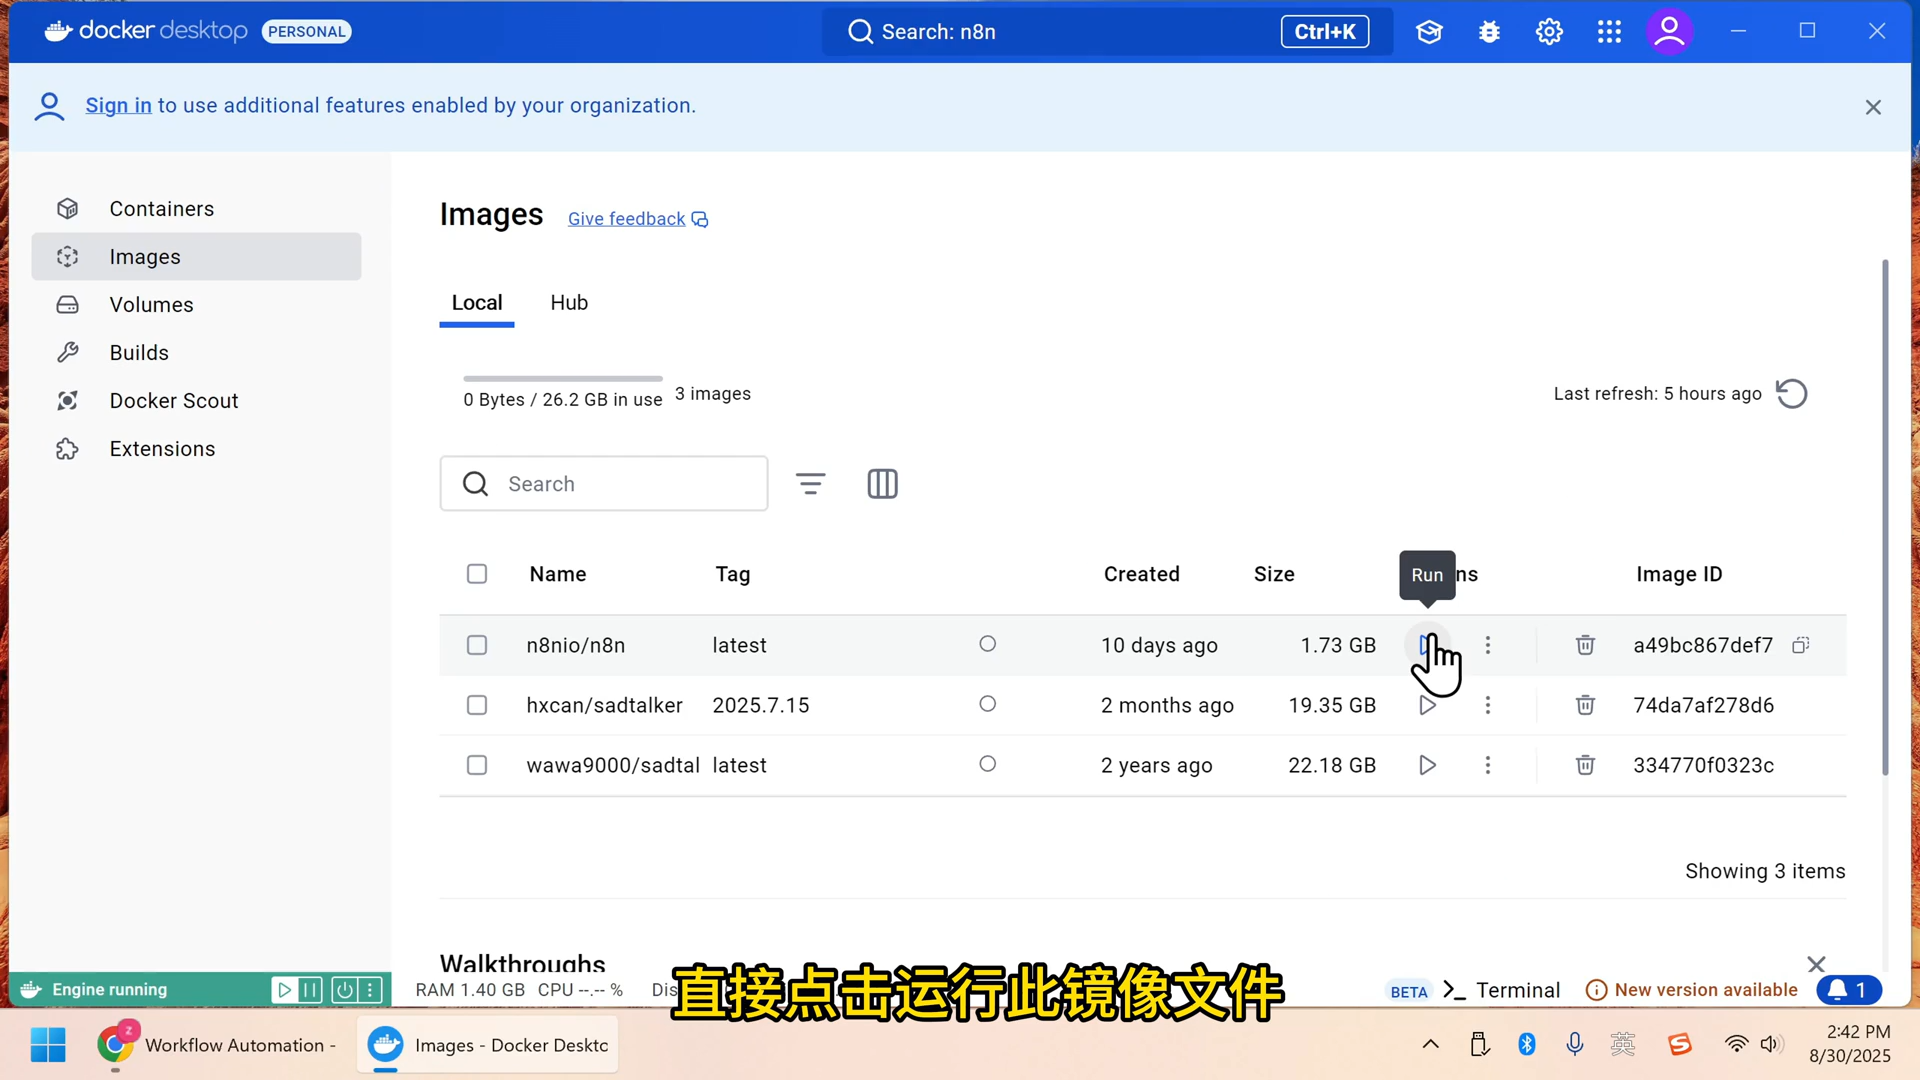 docker desktop PERSONAL Search: n8n Ctrl+K
Sign in to use additional features enabled by your organization.
Containers
Images
Volumes
Builds
Docker Scout
Extensions
Images Give feedback
Local Hub
0 Bytes / 26.2 GB in use 3 images Last refresh: 5 hours ago
Search
Run
Name Tag Created Size ns Image ID
n8nio/n8n latest 10 days ago 1.73 GB a49bc867def7
hxcan/sadtalker 2025.7.15 2 months ago 19.35 GB 74da7af278d6
wawa9000/sadtal latest 2 years ago 22.18 GB 334770f0323c
Showing 3 items
Walkthroughs
Engine running RAM 1.40 GB CPU --.-- % Dis BETA Terminal New version available 1
直接点击运行此镜像文件
Z
Workflow Automation - Images - Docker Deskto 英 S 2:42 PM
8/30/2025